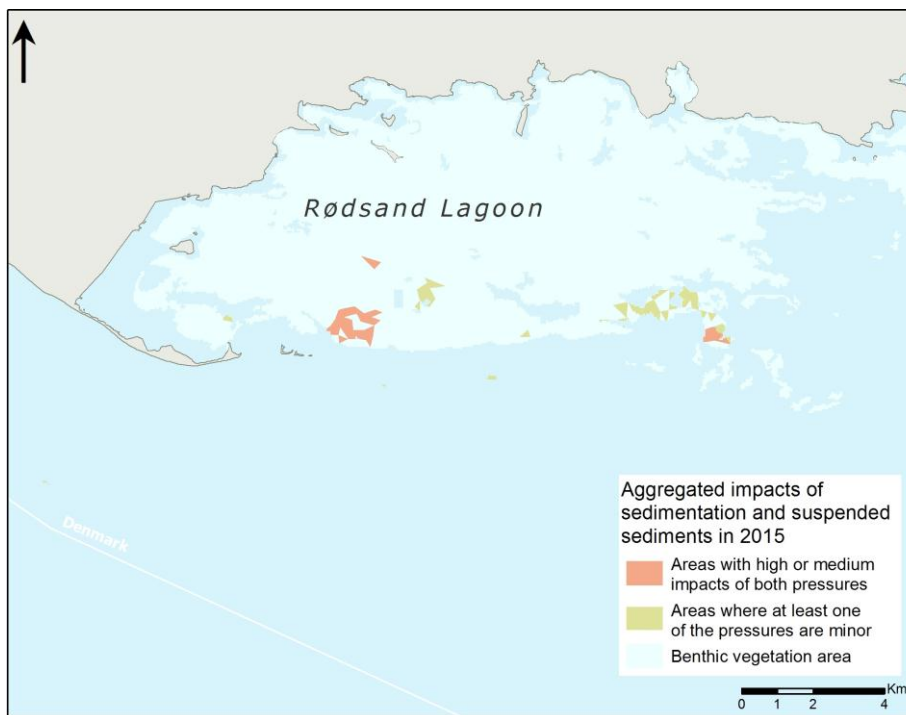 Rødsand Lagoon
Denmark
Aggregated impacts of
sedimentation and suspended
sediments in 2015
Areas with high or medium
impacts of both pressures
Areas where at least one
of the pressures are minor
Benthic vegetation area
Km
0 1 2 4